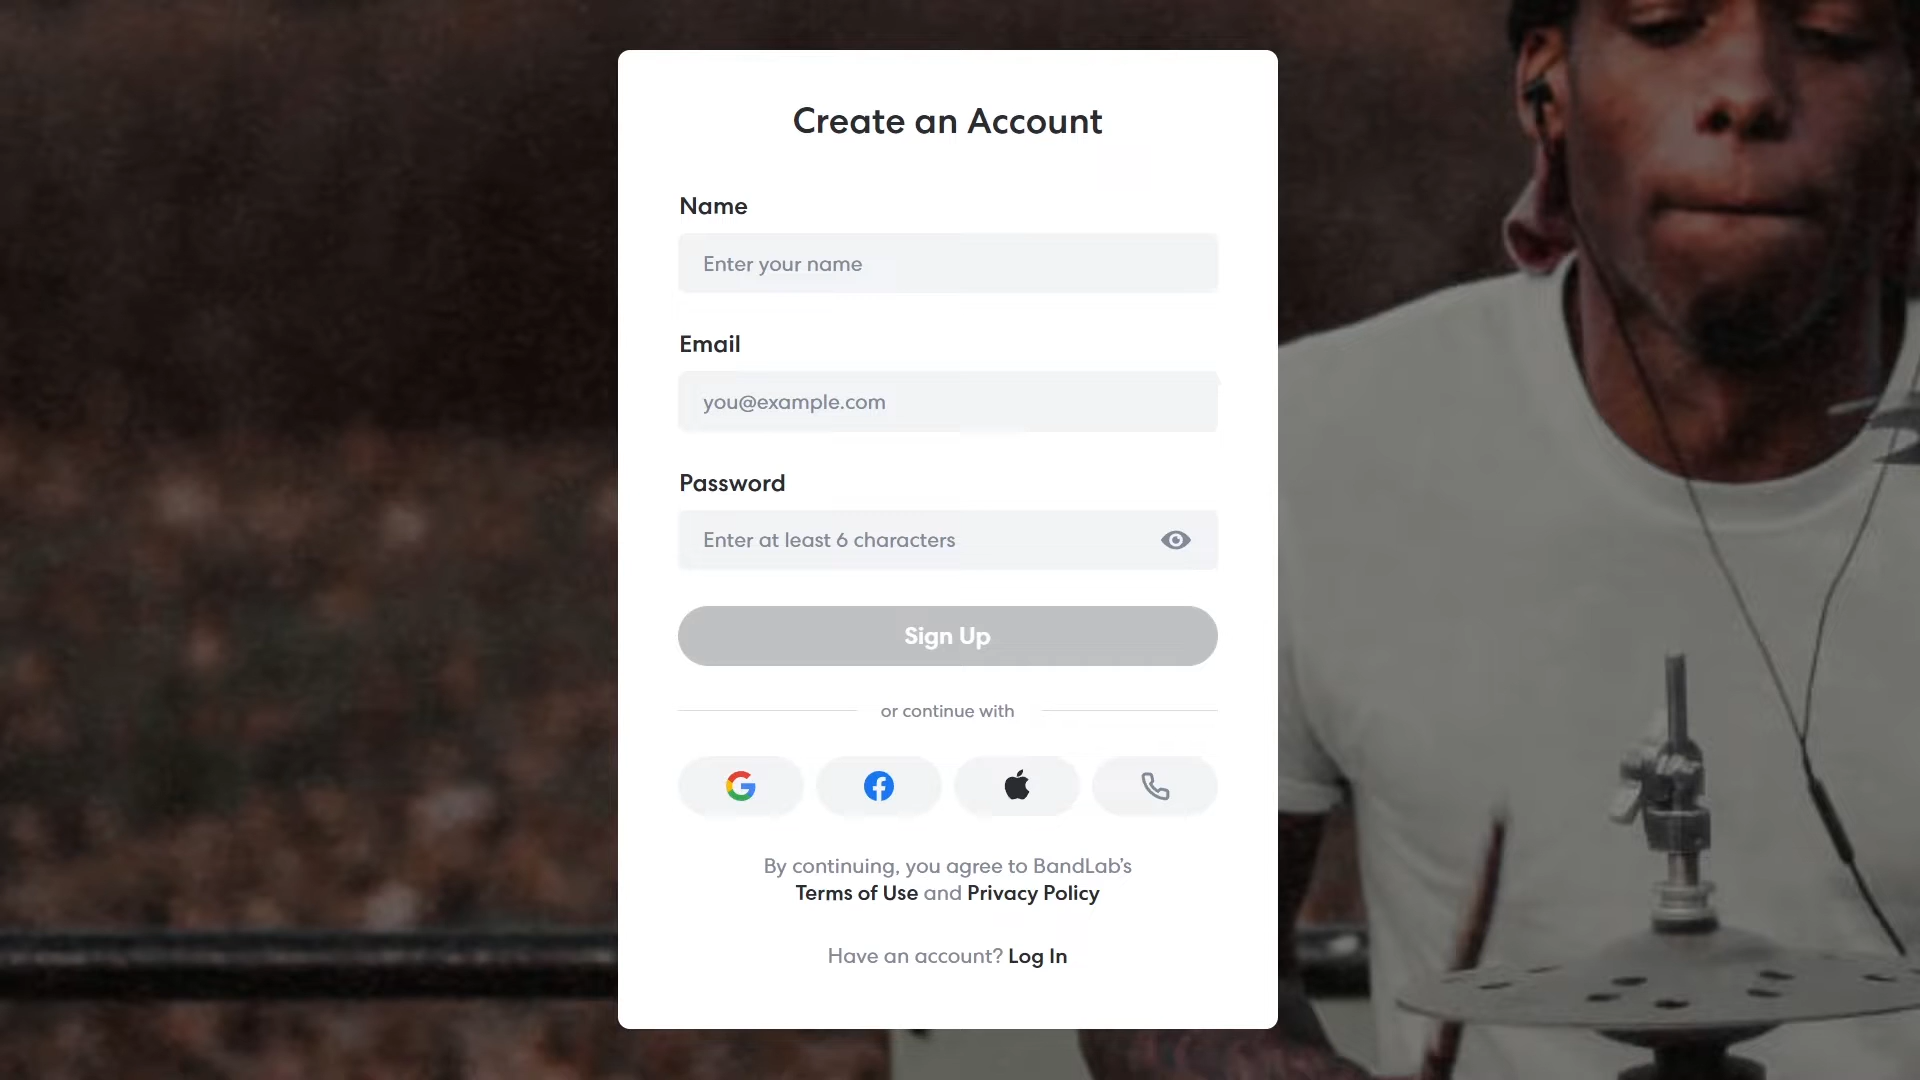 Create an Account
Name
Enter your name
Email
you@example.com
Password
Enter at least 6 characters
Sign Up
or continue with
By continuing, you agree to BandLab’s
Terms of Use and Privacy Policy
Have an account? Log In